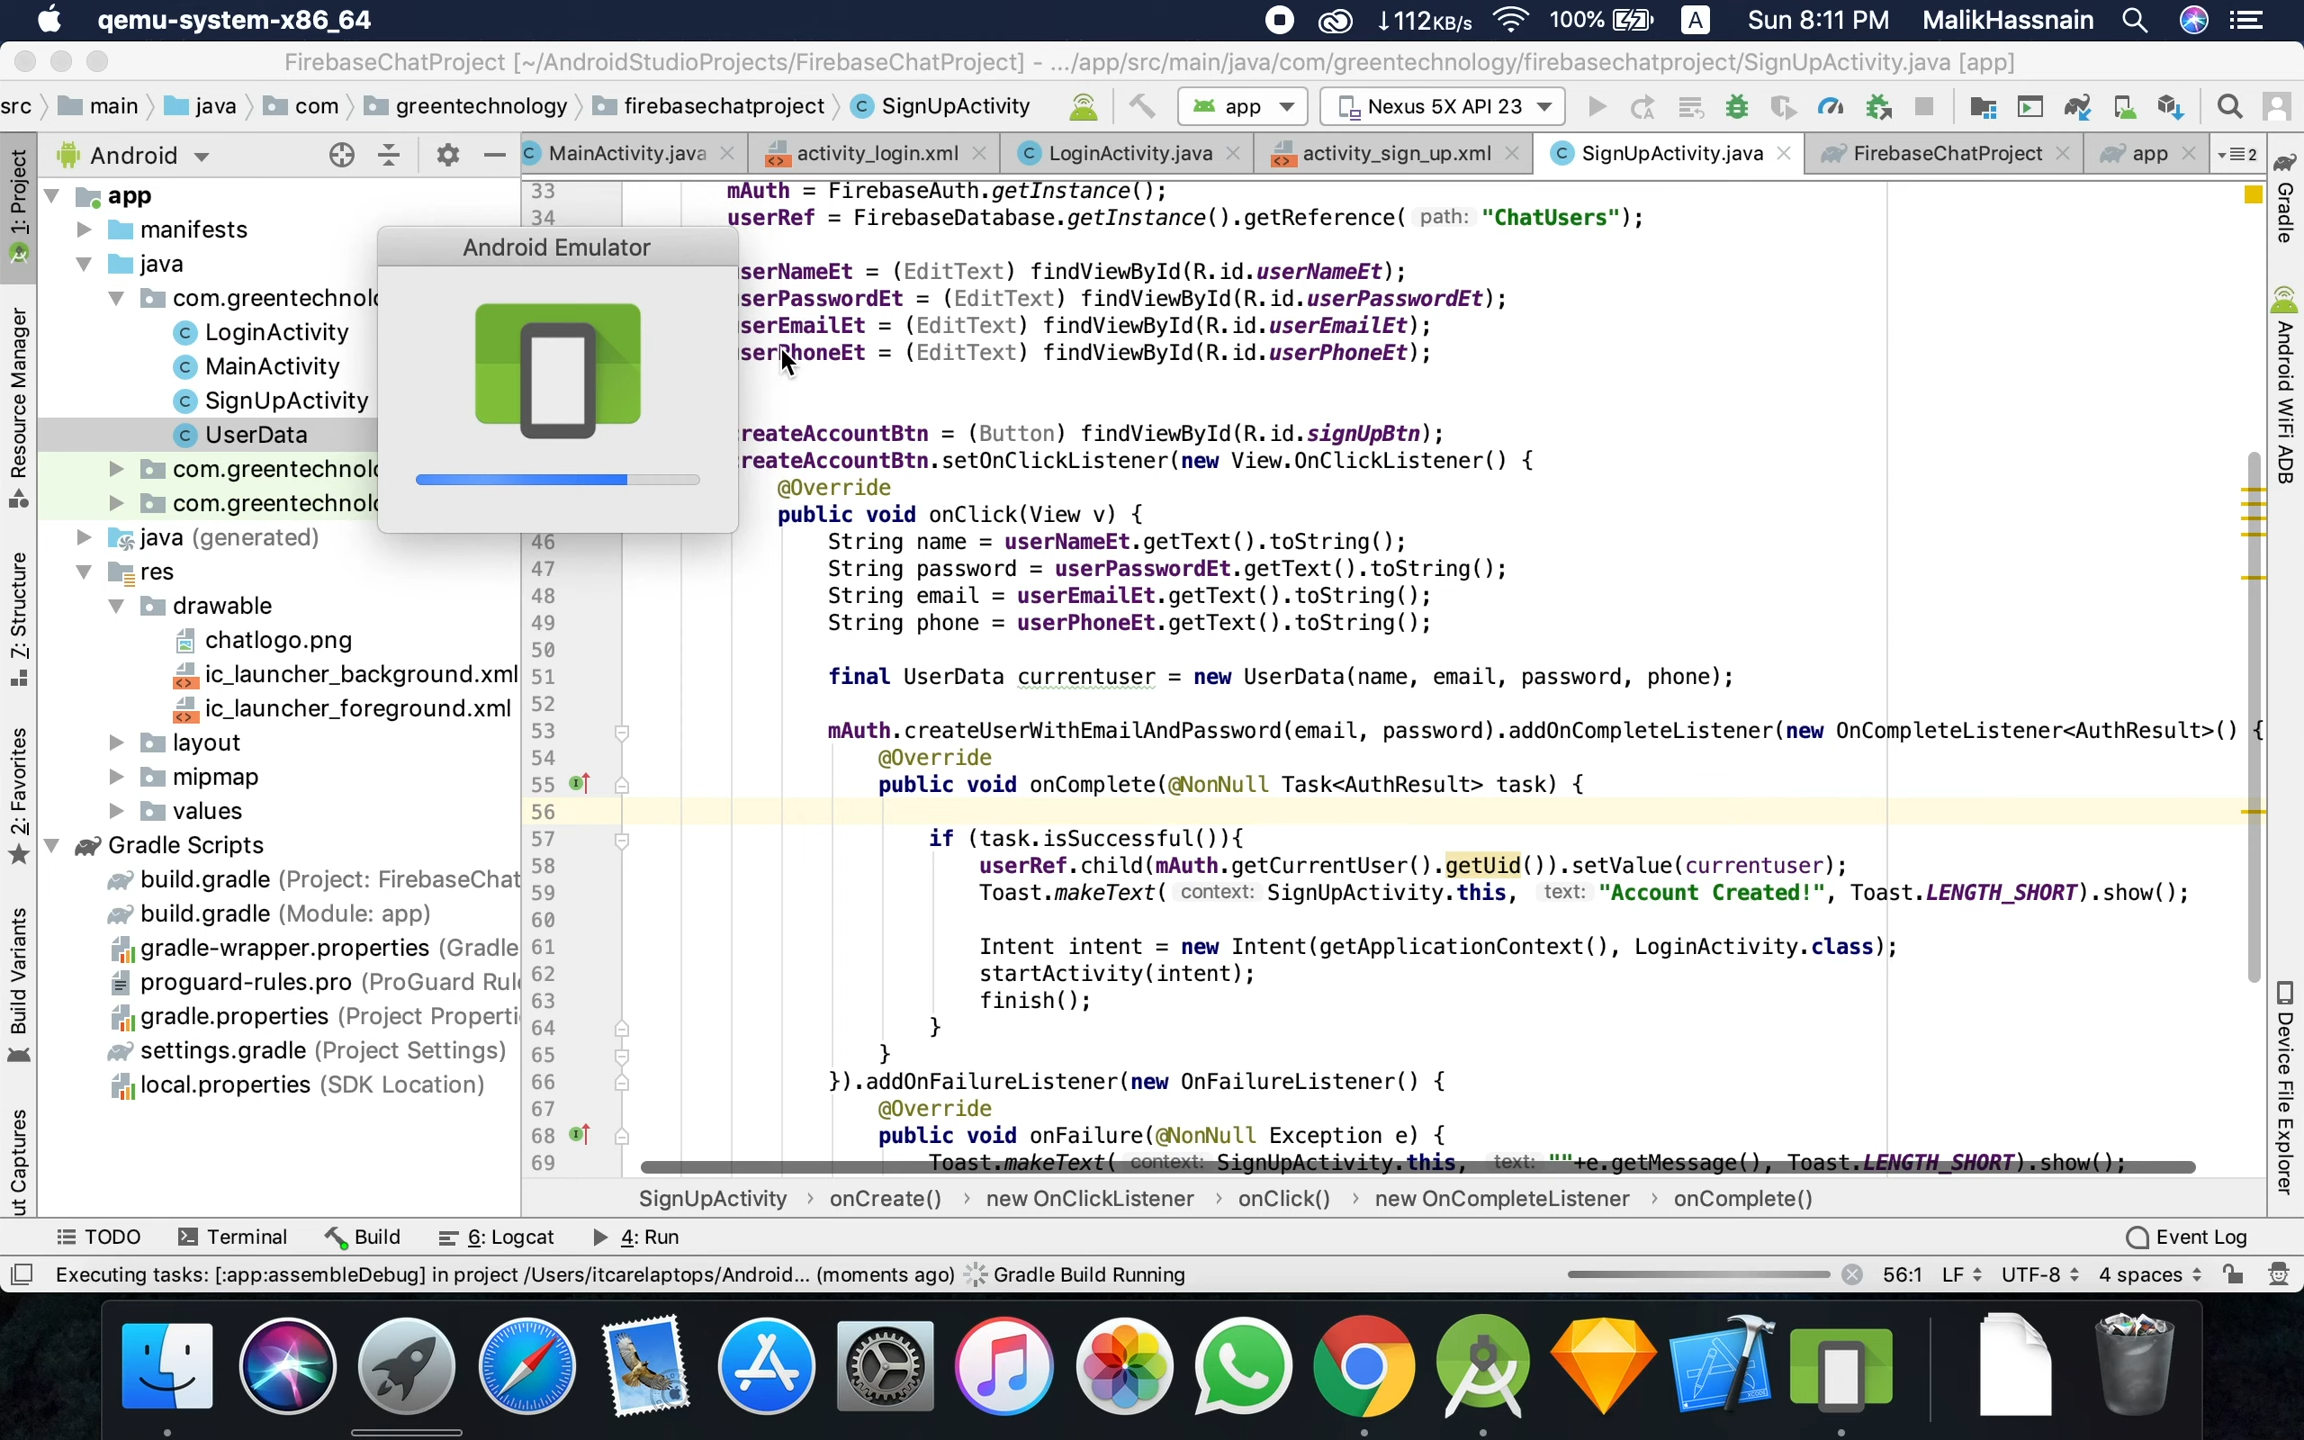 qemu-system-x86_64
↓112KB/s 100% A Sun 8:11 PM MalikHassnain
FirebaseChatProject [~/AndroidStudioProjects/FirebaseChatProject] - .../app/src/main/java/com/greentechnology/firebasechatproject/SignUpActivity.java [app]
src main java com greentechnology firebasechatproject SignUpActivity app Nexus 5X API 23
Android
MainActivity.java activity_login.xml LoginActivity.java activity_sign_up.xml SignUpActivity.java FirebaseChatProject app 2
1: Project
Resource Manager
7: Structure
2: Favorites
Build Variants
ut Captures
app
manifests
java
com.greentechnolo
LoginActivity
MainActivity
SignUpActivity
UserData
com.greentechnolo
com.greentechnolo
java (generated)
res
drawable
chatlogo.png
ic_launcher_background.xml
ic_launcher_foreground.xml
layout
mipmap
values
Gradle Scripts
build.gradle (Project: FirebaseChat
build.gradle (Module: app)
gradle-wrapper.properties (Gradle
proguard-rules.pro (ProGuard Rul
gradle.properties (Project Properti
settings.gradle (Project Settings)
local.properties (SDK Location)
Android Emulator
33 mAuth = FirebaseAuth.getInstance();
34 userRef = FirebaseDatabase.getInstance().getReference( path: "ChatUsers");
serNameEt = (EditText) findViewById(R.id.userNameEt);
serPasswordEt = (EditText) findViewById(R.id.userPasswordEt);
serEmailEt = (EditText) findViewById(R.id.userEmailEt);
serPhoneEt = (EditText) findViewById(R.id.userPhoneEt);
reateAccountBtn = (Button) findViewById(R.id.signUpBtn);
reateAccountBtn.setOnClickListener(new View.OnClickListener() {
@Override
public void onClick(View v) {
46 String name = userNameEt.getText().toString();
47 String password = userPasswordEt.getText().toString();
48 String email = userEmailEt.getText().toString();
49 String phone = userPhoneEt.getText().toString();
50
51 final UserData currentuser = new UserData(name, email, password, phone);
52
53 mAuth.createUserWithEmailAndPassword(email, password).addOnCompleteListener(new OnCompleteListener<AuthResult>() {
54 @Override
55 public void onComplete(@NonNull Task<AuthResult> task) {
56
57 if (task.isSuccessful()){
58 userRef.child(mAuth.getCurrentUser().getUid()).setValue(currentuser);
59 Toast.makeText( context: SignUpActivity.this, text: "Account Created!", Toast.LENGTH_SHORT).show();
60
61 Intent intent = new Intent(getApplicationContext(), LoginActivity.class);
62 startActivity(intent);
63 finish();
64 }
65 }
66 }).addOnFailureListener(new OnFailureListener() {
67 @Override
68 public void onFailure(@NonNull Exception e) {
69 Toast.makeText( context: SignUpActivity.this, text: ""+e.getMessage(), Toast.LENGTH_SHORT).show();
SignUpActivity › onCreate() › new OnClickListener › onClick() › new OnCompleteListener › onComplete()
Gradle
Android WiFi ADB
Device File Explorer
TODO Terminal Build 6: Logcat 4: Run Event Log
Executing tasks: [:app:assembleDebug] in project /Users/itcarelaptops/Android... (moments ago) Gradle Build Running 56:1 LF UTF-8 4 spaces